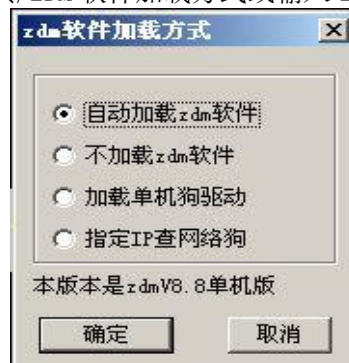 zdm软件加载方式
自动加载zdm软件
不加载zdm软件
加载单机狗驱动
指定IP查网络狗
本版本是zdmV8.8单机版
确定
取消